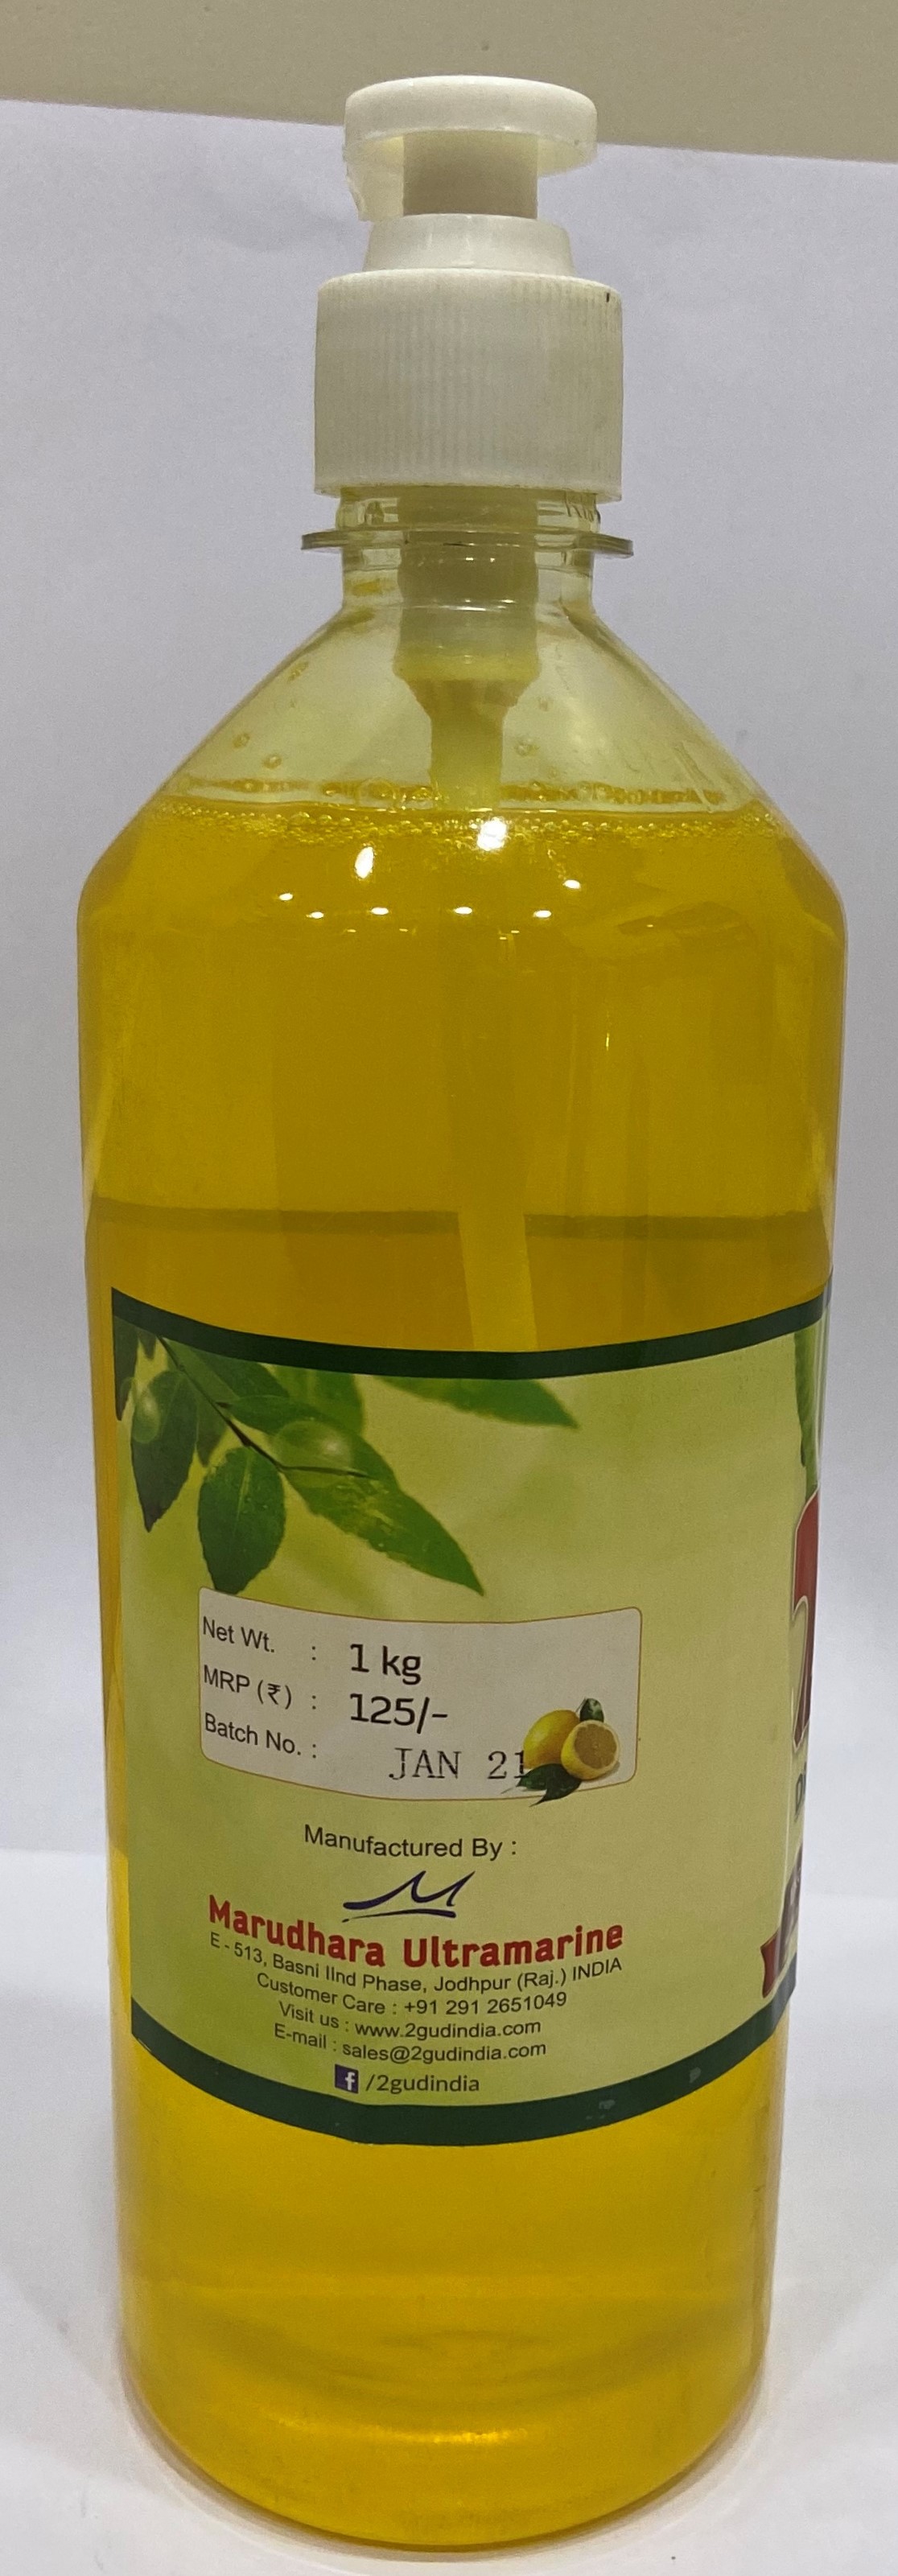 Net Wt. : 1 kg
MRP (₹) : 125/-
Batch No. : JAN 21
Manufactured By :
Marudhara Ultramarine
E - 513, Basni IInd Phase, Jodhpur (Raj.) INDIA
Customer Care : +91 291 2651049
Visit us : www.2gudindia.com
E-mail : sales@2gudindia.com
f /2gudindia